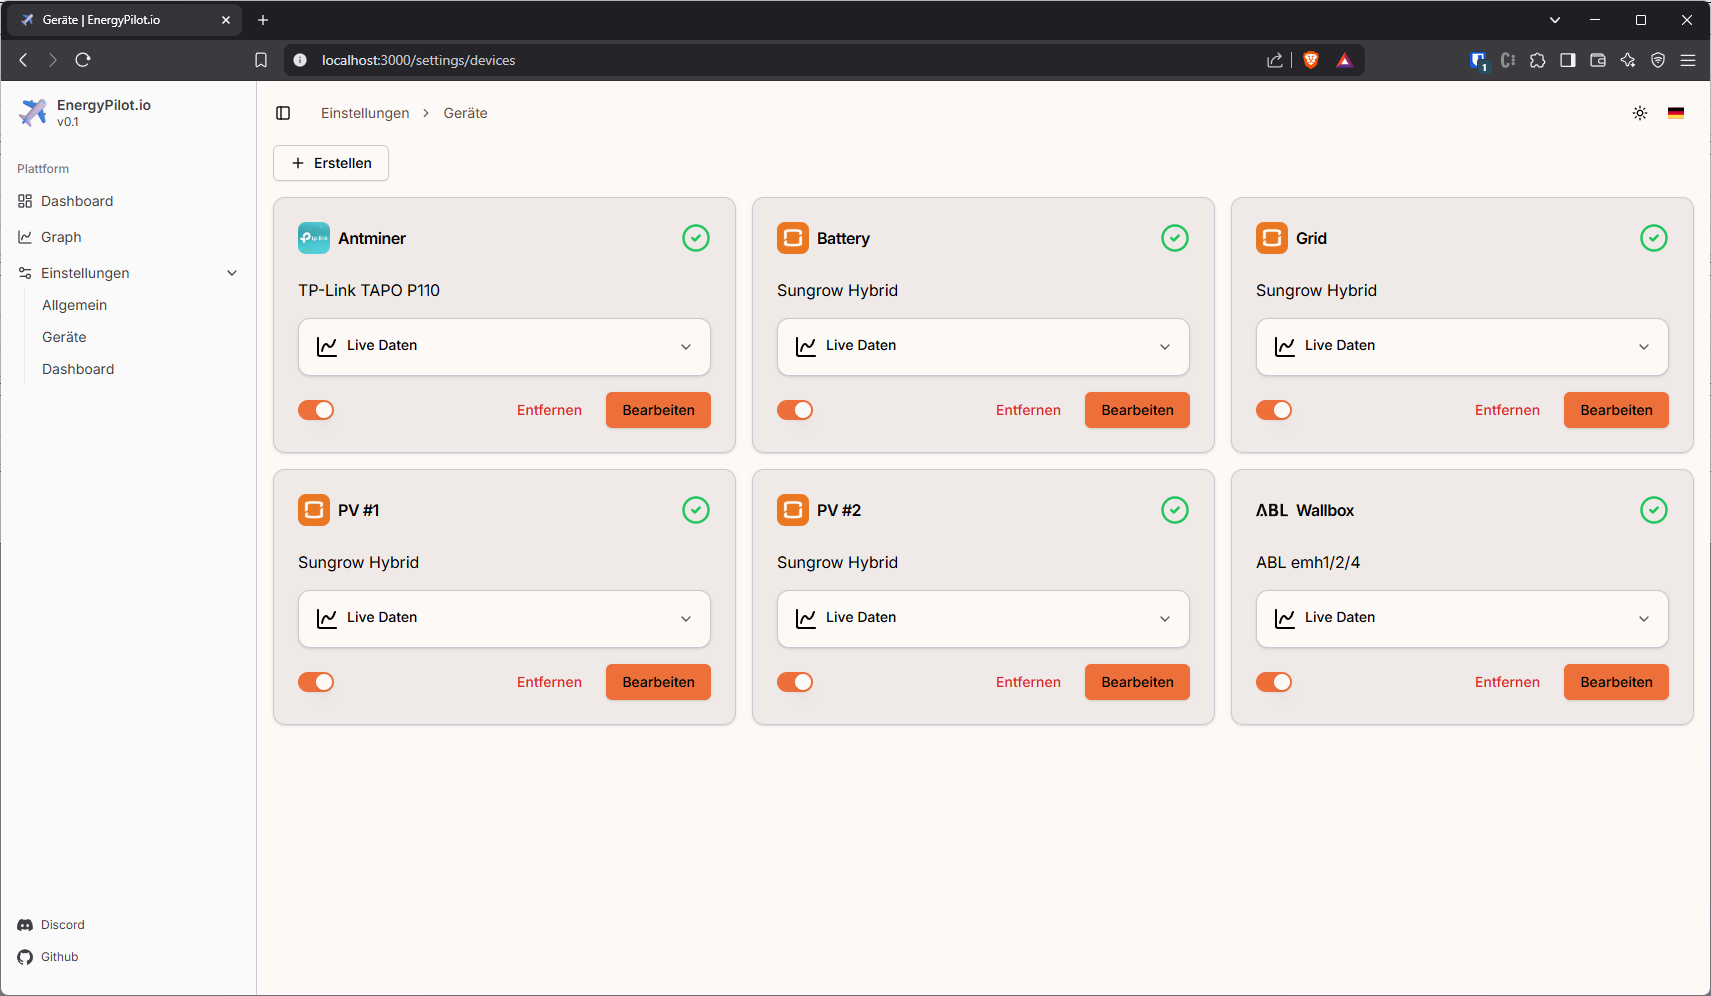 Geräte | EnergyPilot.io
localhost:3000/settings/devices
1
EnergyPilot.io
v0.1
Plattform
Dashboard
Graph
Einstellungen
Allgemein
Geräte
Dashboard
Discord
Github
Einstellungen > Geräte
+ Erstellen
tp-link Antminer
TP-Link TAPO P110
Live Daten
Entfernen Bearbeiten
Battery
Sungrow Hybrid
Live Daten
Entfernen Bearbeiten
Grid
Sungrow Hybrid
Live Daten
Entfernen Bearbeiten
PV #1
Sungrow Hybrid
Live Daten
Entfernen Bearbeiten
PV #2
Sungrow Hybrid
Live Daten
Entfernen Bearbeiten
ABL Wallbox
ABL emh1/2/4
Live Daten
Entfernen Bearbeiten